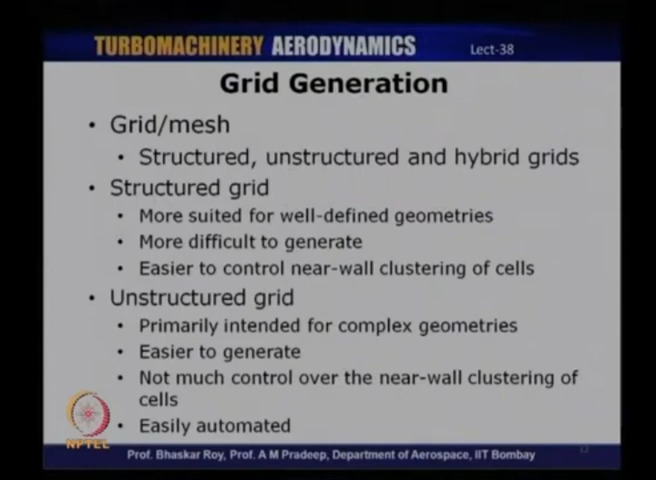 TURBOMACHINERY AERODYNAMICS Lect-38
Grid Generation
• Grid/mesh
• Structured, unstructured and hybrid grids
• Structured grid
• More suited for well-defined geometries
• More difficult to generate
• Easier to control near-wall clustering of cells
• Unstructured grid
• Primarily intended for complex geometries
• Easier to generate
• Not much control over the near-wall clustering of
cells
• Easily automated
NPTEL
Prof. Bhaskar Roy, Prof. A M Pradeep, Department of Aerospace, IIT Bombay